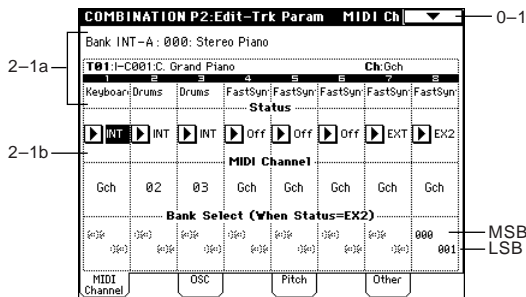 COMBINATION P2:Edit-Trk Param MIDI Ch
0–1
Bank INT-A : 000: Stereo Piano
2–1a
T01:I-C001:C. Grand Piano Ch:Gch
1 2 3 4 5 6 7 8
Keyboar Drums Drums FastSyn FastSyn FastSyn FastSyn FastSyn
Status
INT INT INT Off Off Off EXT EX2
2–1b
MIDI Channel
Gch 02 03 Gch Gch Gch Gch Gch
Bank Select (When Status=EX2)
000 MSB
001 LSB
MIDI Channel OSC Pitch Other